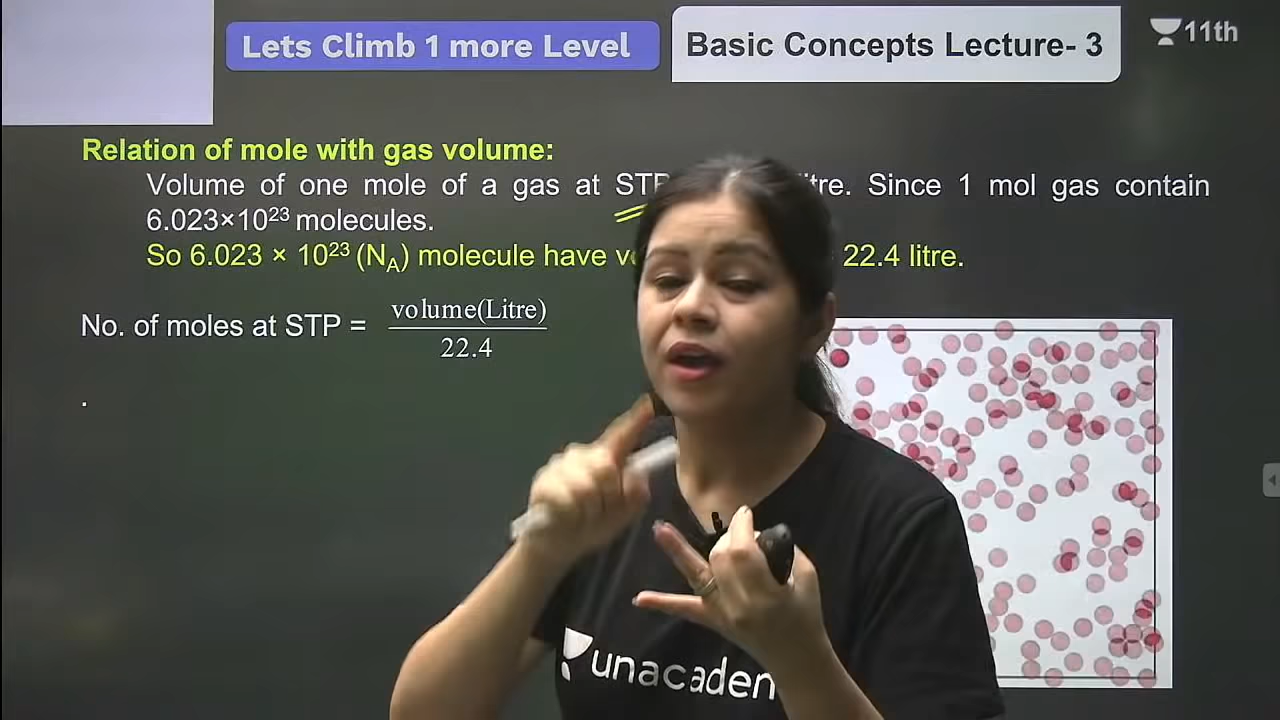 Lets Climb 1 more Level
Basic Concepts Lecture- 3
11th
Relation of mole with gas volume:
Volume of one mole of a gas at STP litre. Since 1 mol gas contain
6.023×10²³ molecules.
So 6.023 × 10²³ (N_A) molecule have 22.4 litre.
No. of moles at STP = volume(Litre)
22.4
.
unacadem